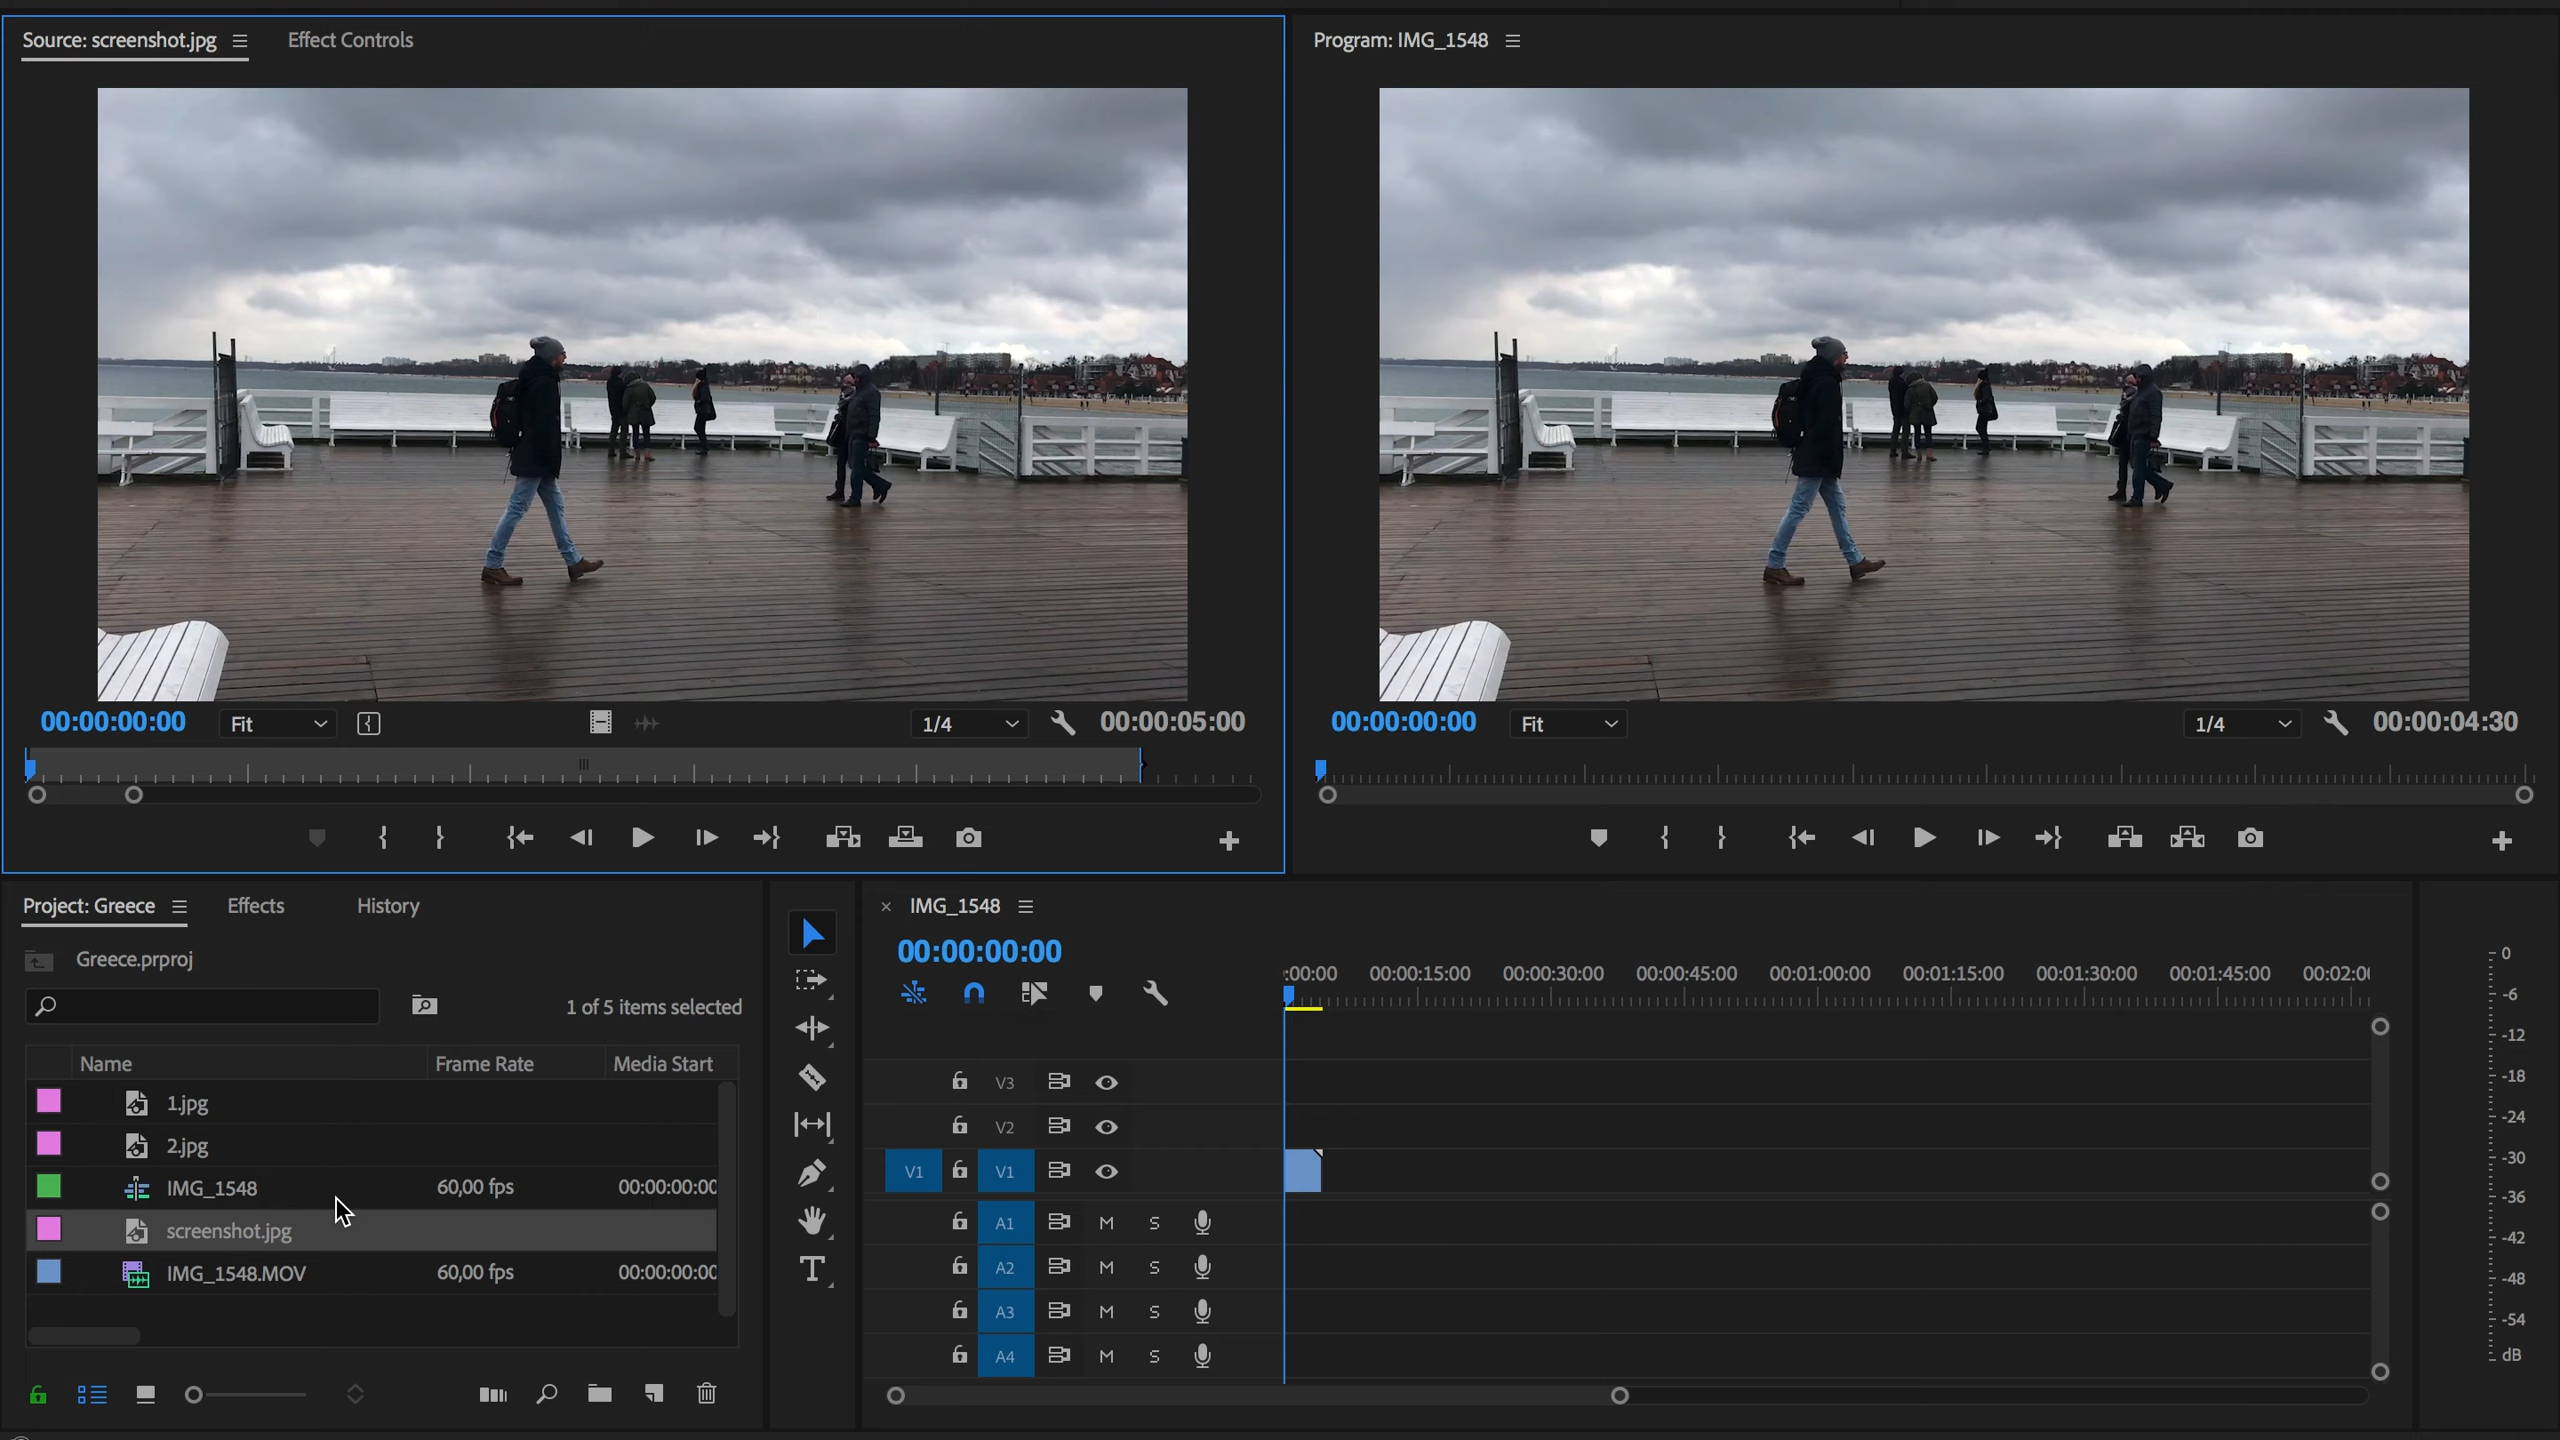 Source: screenshot.jpg
Effect Controls
Program: IMG_1548
00:00:00:00
Fit
1/4
00:00:05:00
00:00:00:00
Fit
1/4
00:00:04:30
Project: Greece
Effects
History
Greece.prproj
1 of 5 items selected
Name
Frame Rate
Media Start
1.jpg
2.jpg
IMG_1548
60,00 fps
00:00:00:00
screenshot.jpg
IMG_1548.MOV
60,00 fps
00:00:00:00
IMG_1548
00:00:00:00
:00:00
00:00:15:00
00:00:30:00
00:00:45:00
00:01:00:00
00:01:15:00
00:01:30:00
00:01:45:00
00:02:0
V3
V2
V1
V1
A1
M
S
A2
M
S
A3
M
S
A4
M
S
0
-6
-12
-18
-24
-30
-36
-42
-48
-54
dB